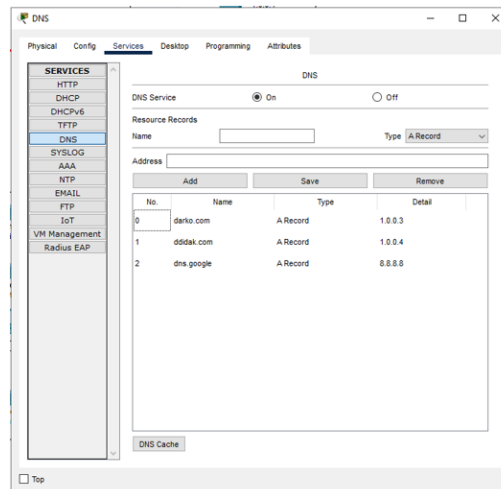 DNS
Physical Config Services Desktop Programming Attributes
SERVICES
HTTP
DHCP
DHCPv6
TFTP
DNS
SYSLOG
AAA
NTP
EMAIL
FTP
IoT
VM Management
Radius EAP
DNS
DNS Service On Off
Resource Records
Name Type A Record
Address
Add Save Remove
No. Name Type Detail
0 darko.com A Record 1.0.0.3
1 ddidak.com A Record 1.0.0.4
2 dns.google A Record 8.8.8.8
DNS Cache
Top